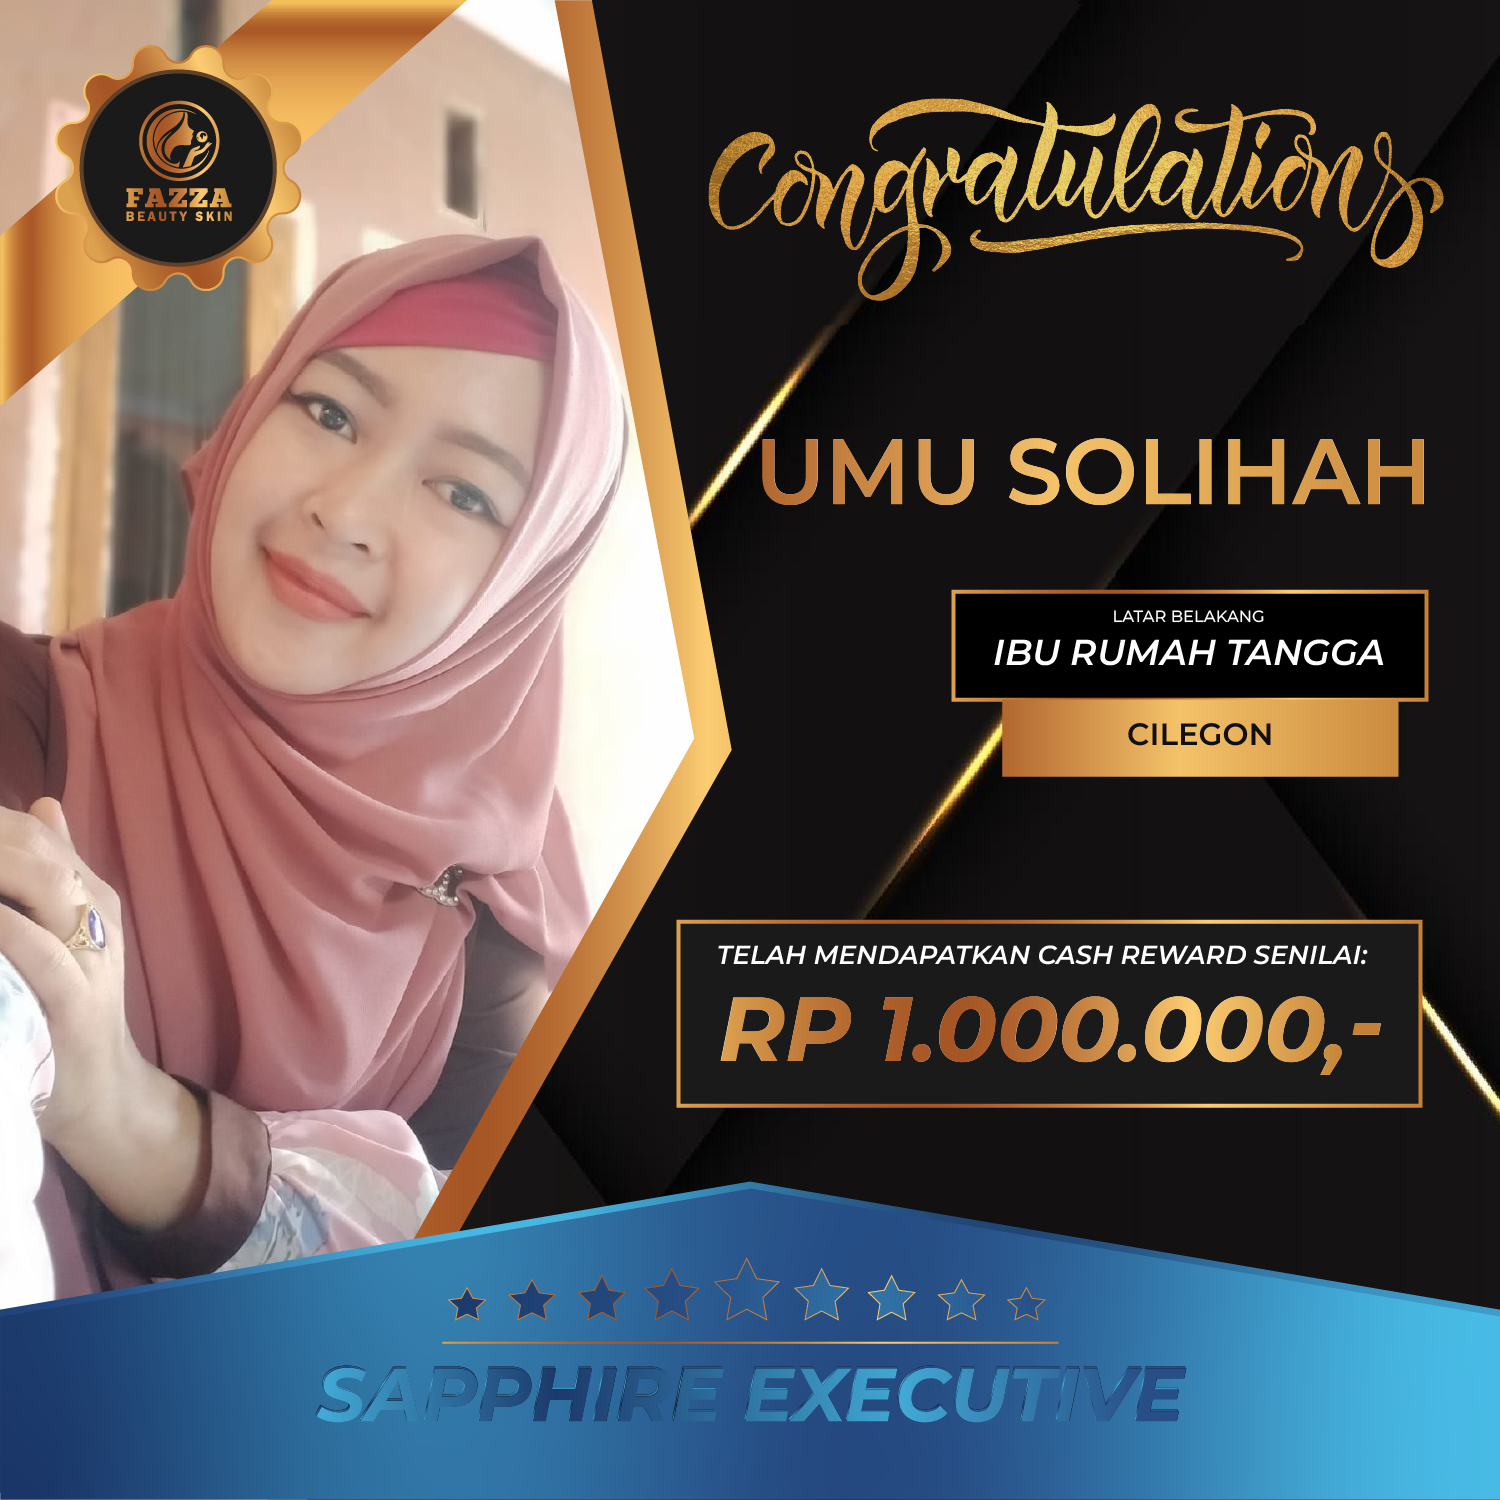 FAZZA
BEAUTY SKIN
Congratulations
UMU SOLIHAH
LATAR BELAKANG
IBU RUMAH TANGGA
CILEGON
TELAH MENDAPATKAN CASH REWARD SENILAI:
RP 1.000.000,-
SAPPHIRE EXECUTIVE